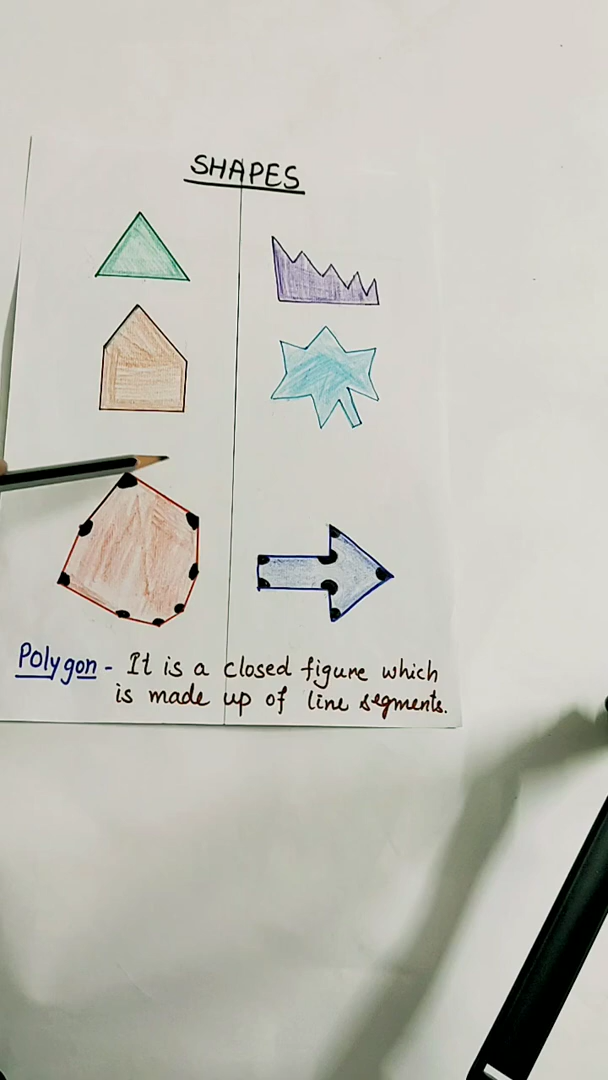 SHAPES
Polygon - It is a closed figure which
is made up of line segments.